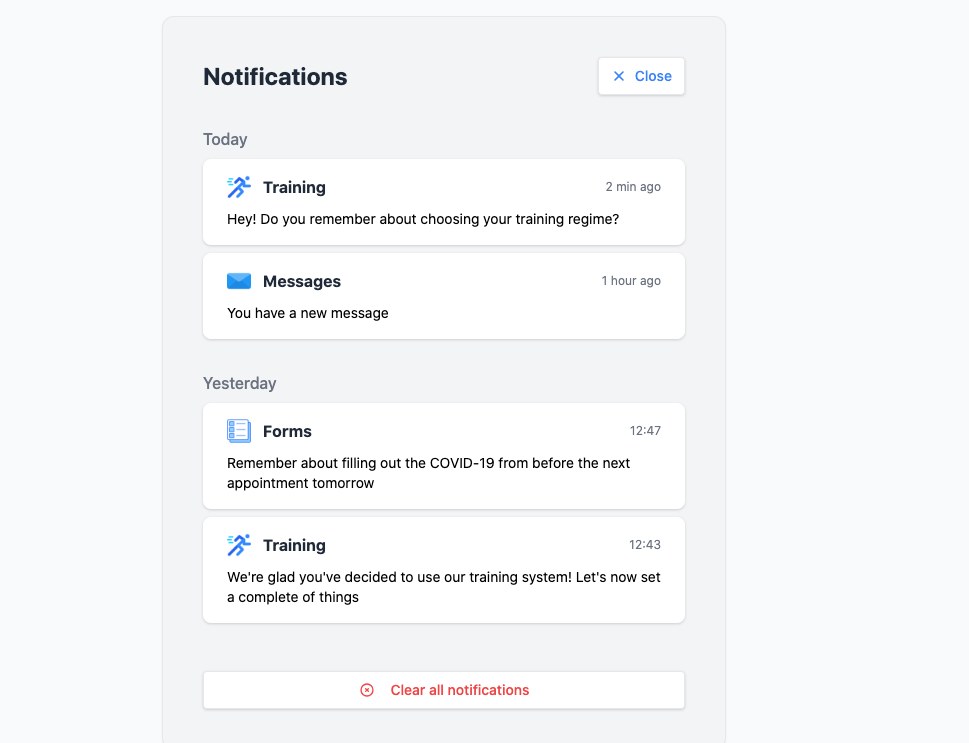 Notifications
Close
Today
Training
2 min ago
Hey! Do you remember about choosing your training regime?
Messages
1 hour ago
You have a new message
Yesterday
Forms
12:47
Remember about filling out the COVID-19 from before the next
appointment tomorrow
Training
12:43
We're glad you've decided to use our training system! Let's now set
a complete of things
Clear all notifications